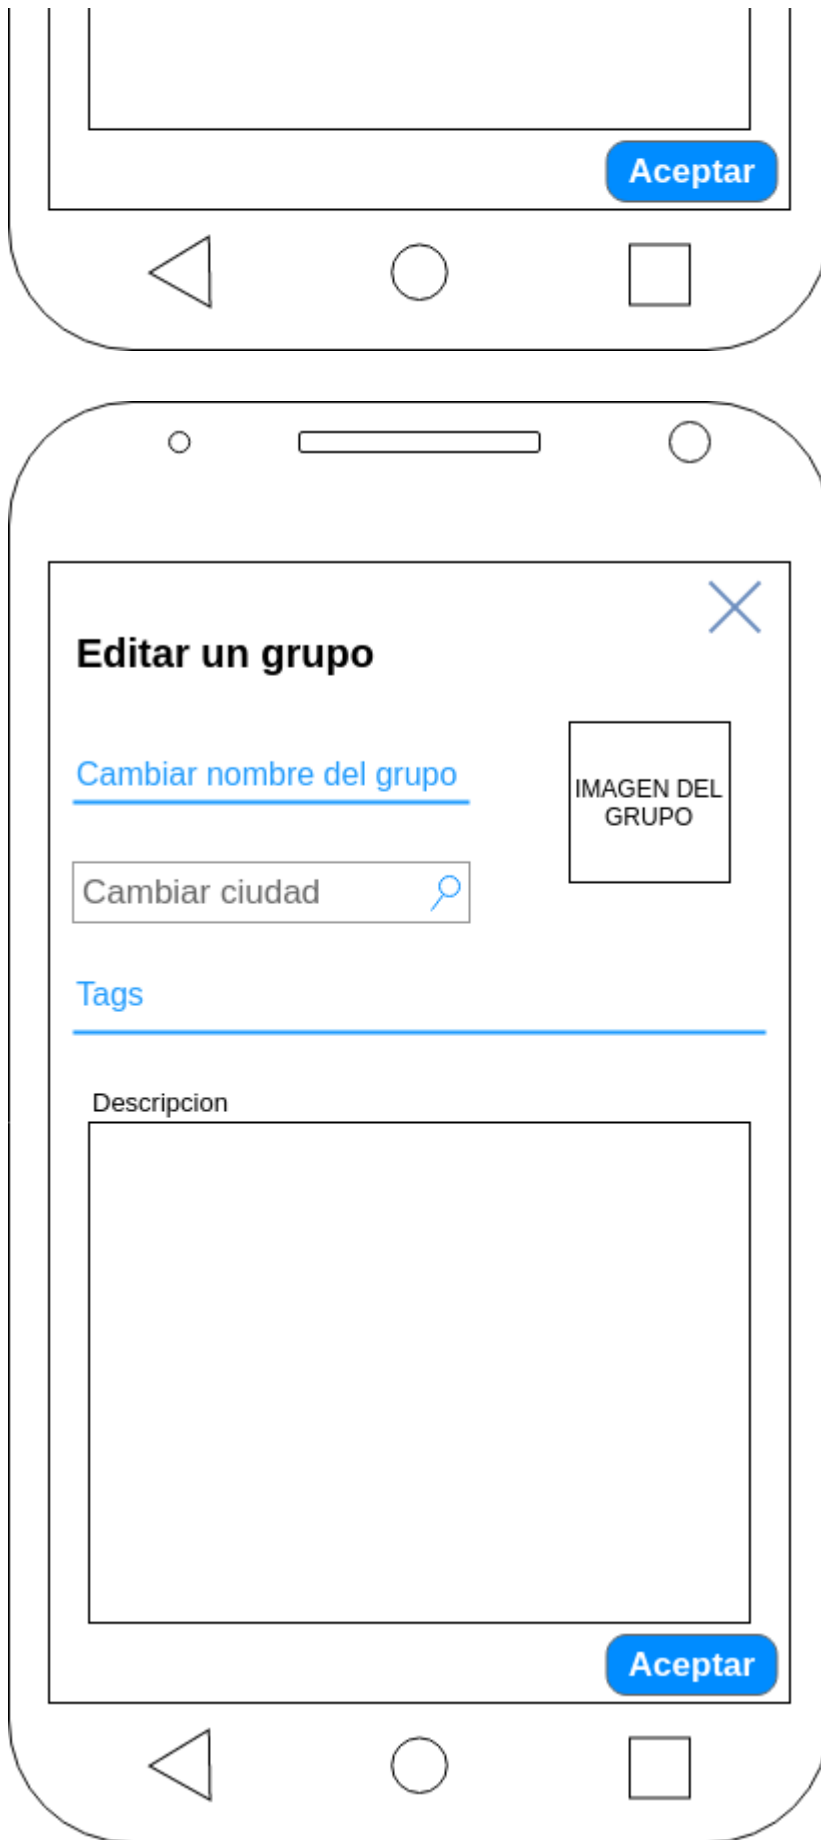 Aceptar
Editar un grupo
Cambiar nombre del grupo
IMAGEN DEL
GRUPO
Cambiar ciudad
Tags
Descripcion
Aceptar